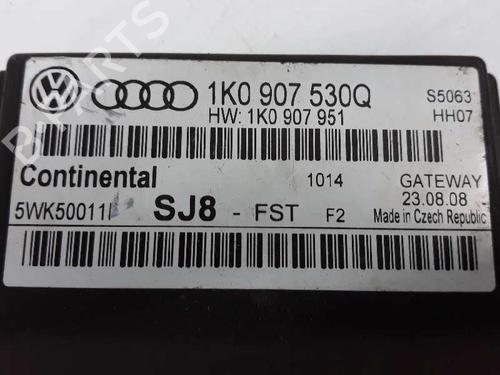 1K0 907 530Q S5063
HW: 1K0 907 951 HH07
Continental 1014 GATEWAY
5WK50011 SJ8 - FST F2 23.08.08
Made in Czech Republic
B-PARTS